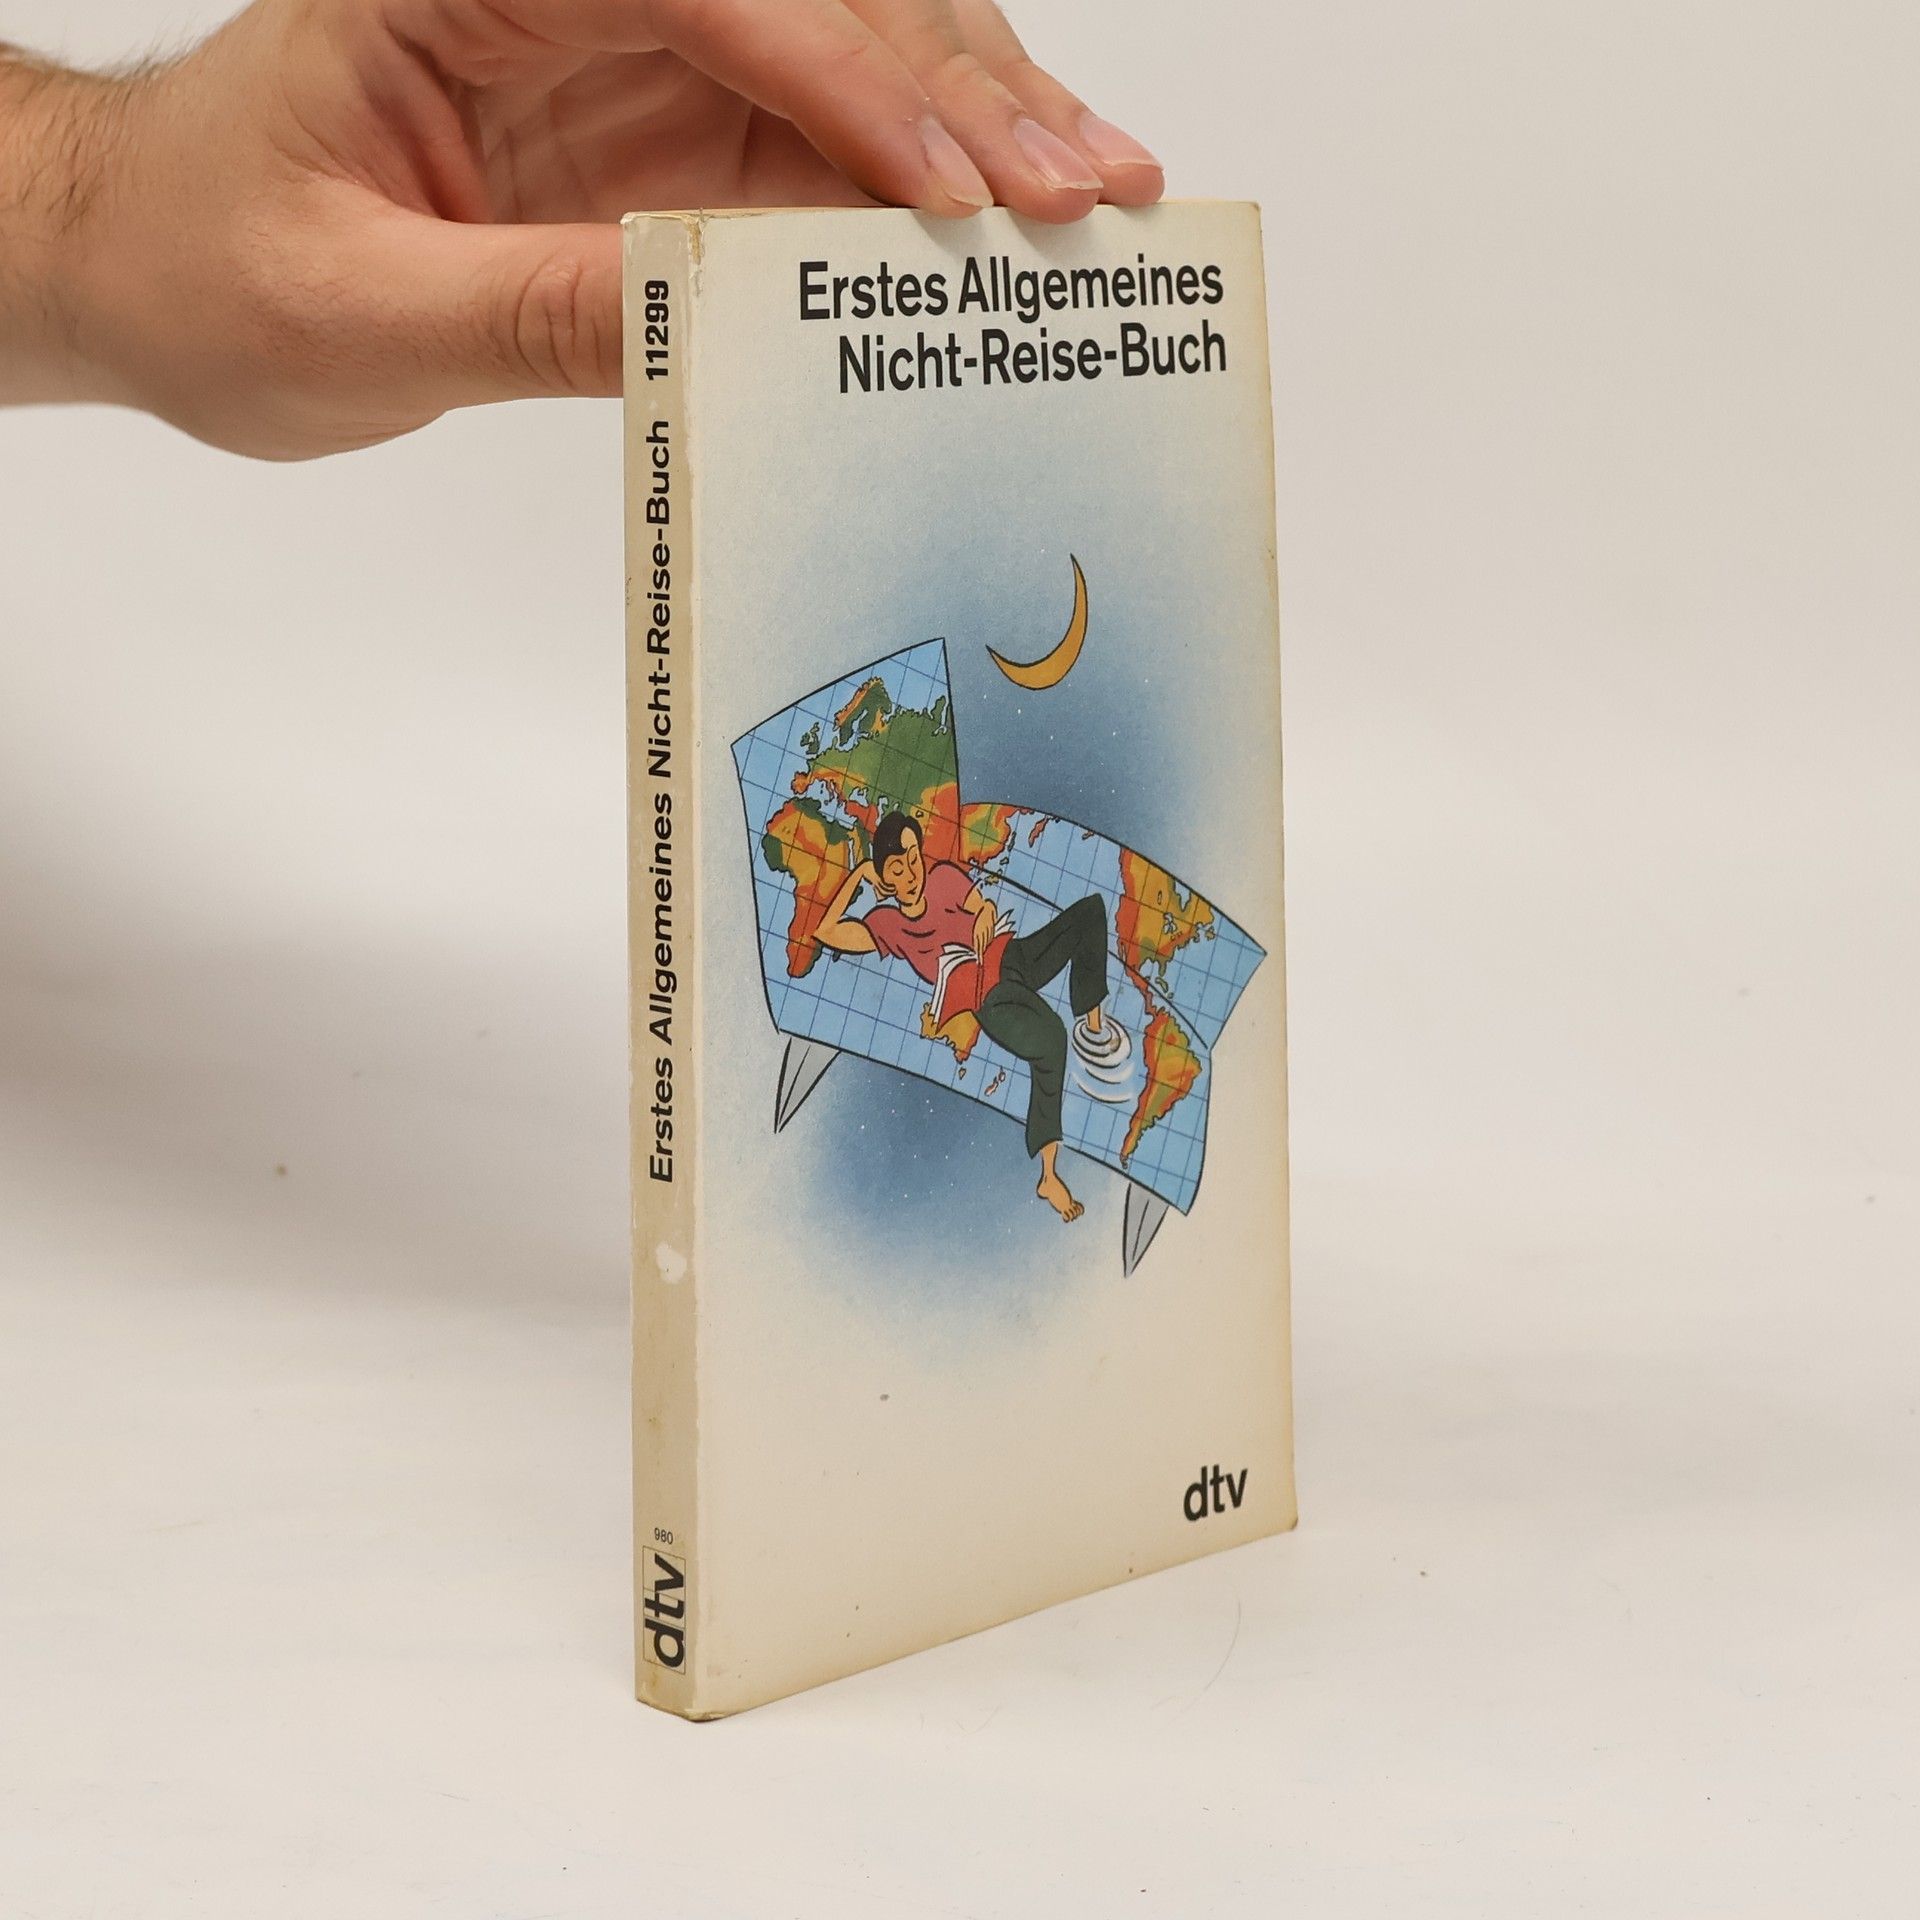 Erstes Allgemeines
Nicht-Reise-Buch
dtv
Erstes Allgemeines Nicht-Reise-Buch 11299
980
dtv